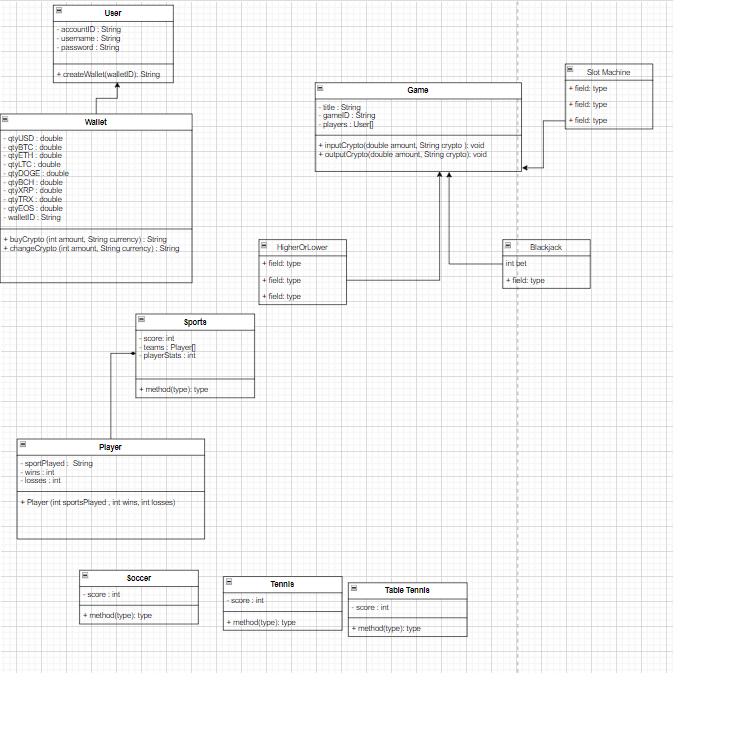 User
- accountID : String
- username : String
- password : String
+ createWallet(walletID): String
Wallet
- qtyUSD : double
- qtyBTC : double
- qtyETH : double
- qtyLTC : double
- qtyDOGE : double
- qtyBCH : double
- qtyXRP : double
- qtyTRX : double
- qtyEOS : double
- walletID : String
+ buyCrypto (int amount, String currency) : String
+ changeCrypto (int amount, String currency) : String
Game
- title : String
- gameID : String
- players : User[]
+ inputCrypto(double amount, String crypto ): void
+ outputCrypto(double amount, String crypto): void
Slot Machine
+ field: type
+ field: type
+ field: type
HigherOrLower
+ field: type
+ field: type
+ field: type
Blackjack
int bet
+ field: type
Sports
- score: int
- teams : Player[]
- playerStats : int
+ method(type): type
Player
- sportPlayed : String
- wins : int
- losses : int
+ Player (int sportsPlayed , int wins, int losses)
Soccer
- score : int
+ method(type): type
Tennis
- score : int
+ method(type): type
Table Tennis
- score : int
+ method(type): type